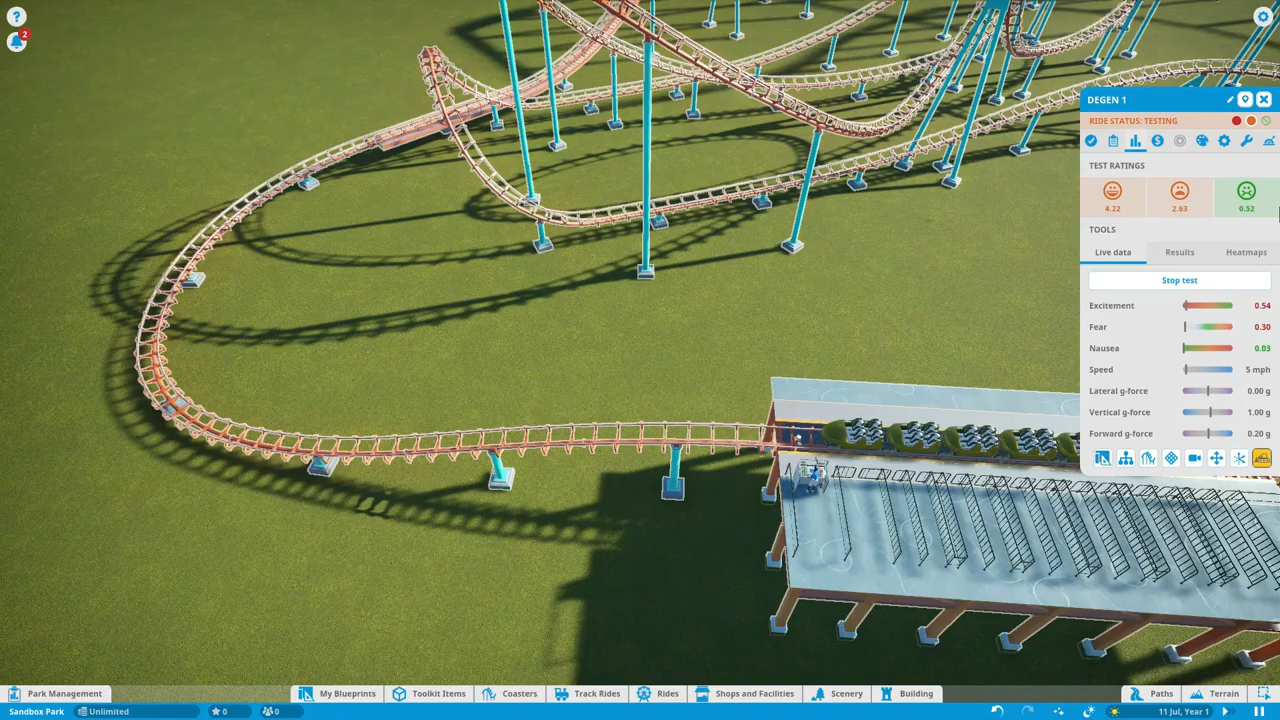 ?
2
DEGEN 1
RIDE STATUS: TESTING
TEST RATINGS
4.22 2.63 0.52
TOOLS
Live data Results Heatmaps
Stop test
Excitement 0.54
Fear 0.30
Nausea 0.03
Speed 5 mph
Lateral g-force 0.00 g
Vertical g-force 1.00 g
Forward g-force 0.20 g
Park Management My Blueprints Toolkit Items Coasters Track Rides Rides Shops and Facilities Scenery Building Paths Terrain
Sandbox Park Unlimited 0 0 11 Jul, Year 1